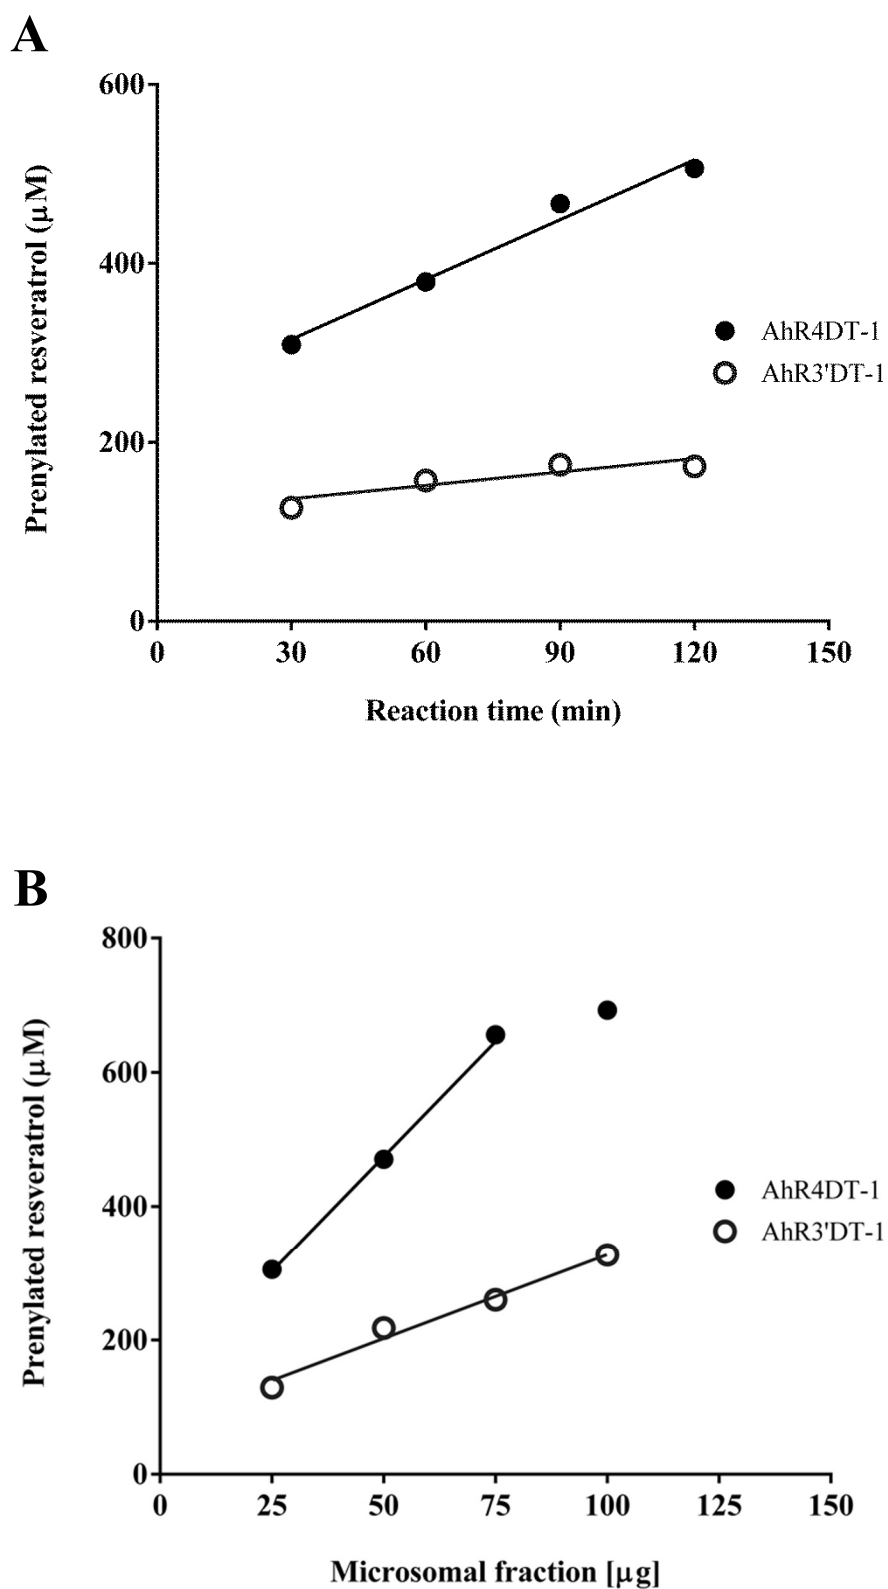 A
Prenylated resveratrol (µM)
600
400
200
0
0 30 60 90 120 150
Reaction time (min)
AhR4DT-1
AhR3'DT-1
B
Prenylated resveratrol (µM)
800
600
400
200
0
0 25 50 75 100 125 150
Microsomal fraction [µg]
AhR4DT-1
AhR3'DT-1